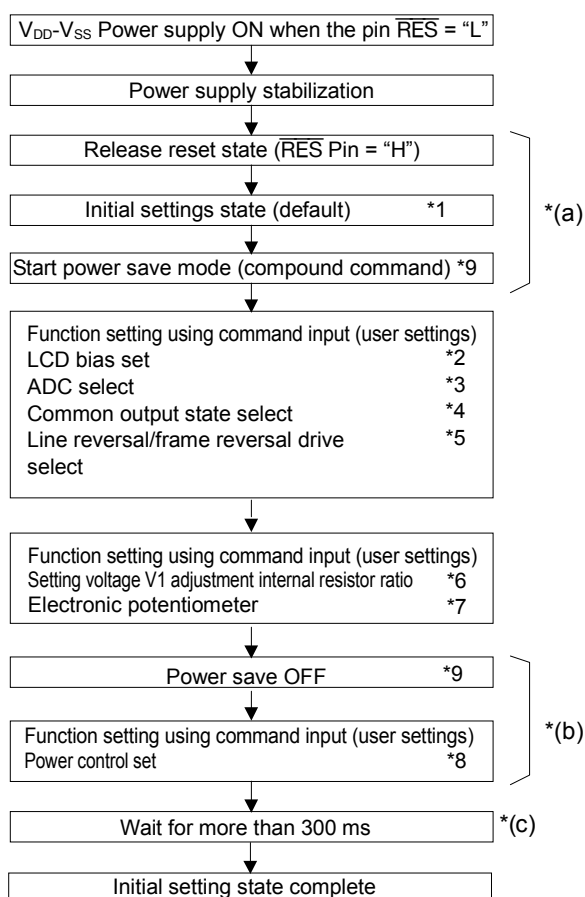 VDD-VSS Power supply ON when the pin RES = “L”
Power supply stabilization
Release reset state (RES Pin = “H”)
Initial settings state (default) *1
*(a)
Start power save mode (compound command) *9
Function setting using command input (user settings)
LCD bias set *2
ADC select *3
Common output state select *4
Line reversal/frame reversal drive *5
select
Function setting using command input (user settings)
Setting voltage V1 adjustment internal resistor ratio *6
Electronic potentiometer *7
Power save OFF *9
*(b)
Function setting using command input (user settings)
Power control set *8
Wait for more than 300 ms *(c)
Initial setting state complete